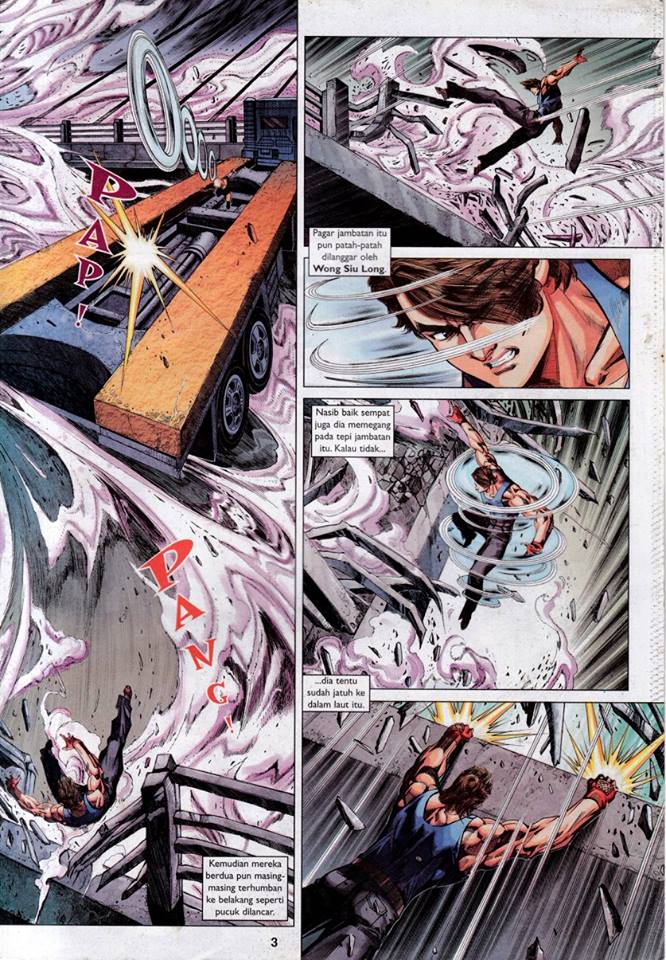 PAP!
PANG!
Kemudian mereka
berdua pun masing-
masing terhumban
ke belakang seperti
pucuk dilancar.
3
Pagar jambatan itu
pun patah-patah
dilanggar oleh
Wong Siu Long.
Nasib baik sempat
juga dia memegang
pada tepi jambatan
itu. Kalau tidak...
...dia tentu
sudah jatuh ke
dalam laut itu.